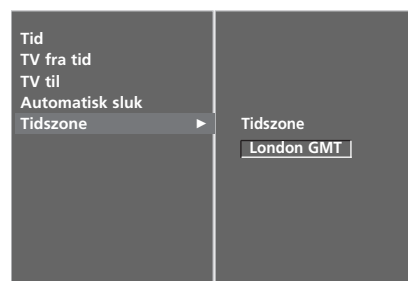 Tid
TV fra tid
TV til
Automatisk sluk
Tidszone ►
Tidszone
London GMT